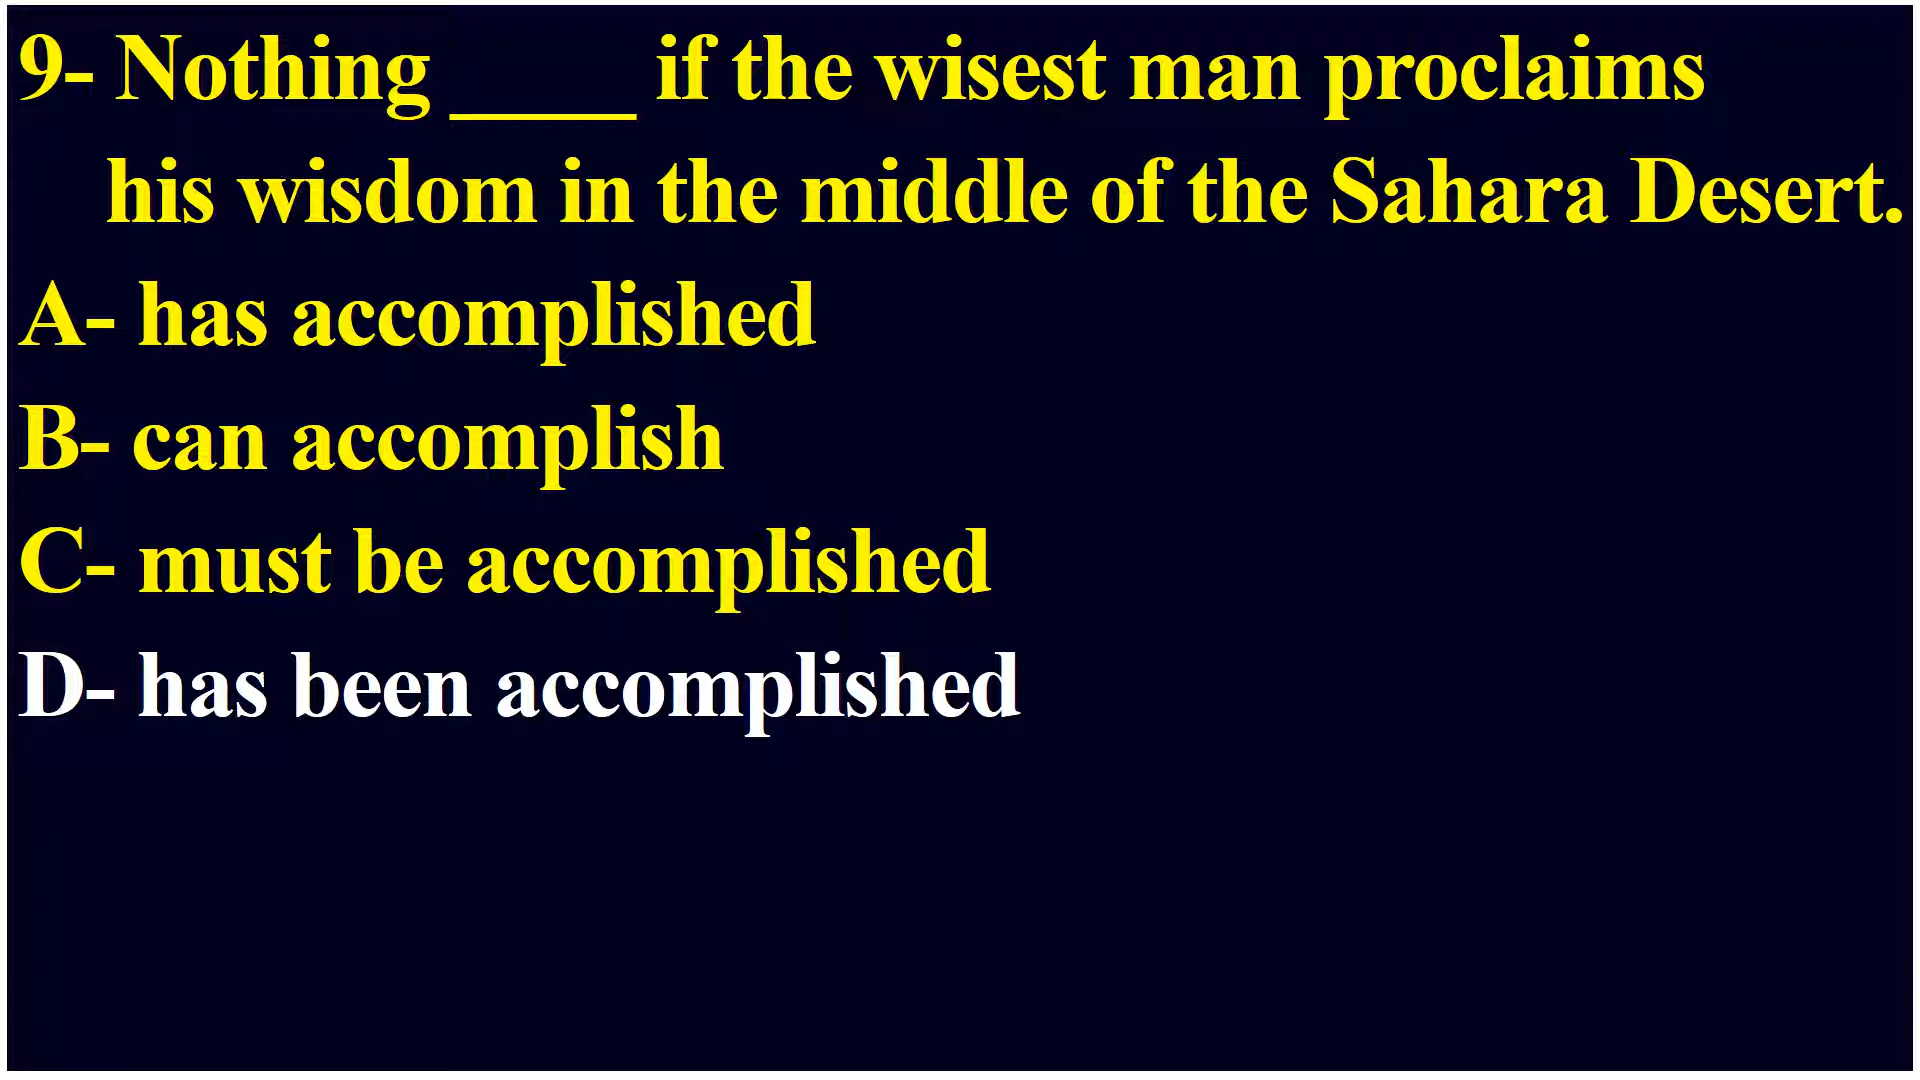 9- Nothing ____ if the wisest man proclaims
his wisdom in the middle of the Sahara Desert.
A- has accomplished
B- can accomplish
C- must be accomplished
D- has been accomplished